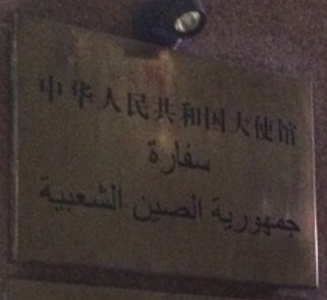 中华人民共和国大使馆
سفارة
جمهورية الصين الشعبية